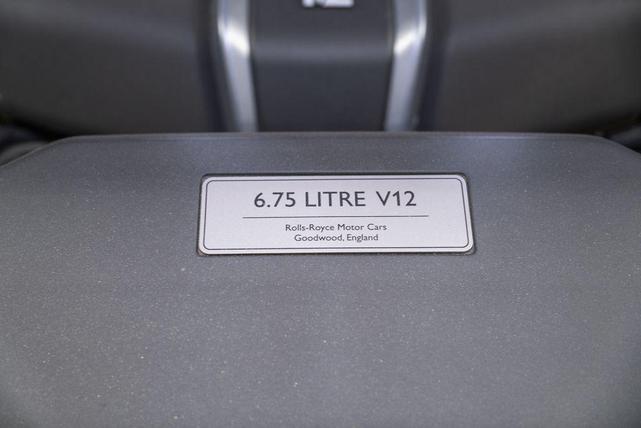 6.75 LITRE V12
Rolls-Royce Motor Cars
Goodwood, England